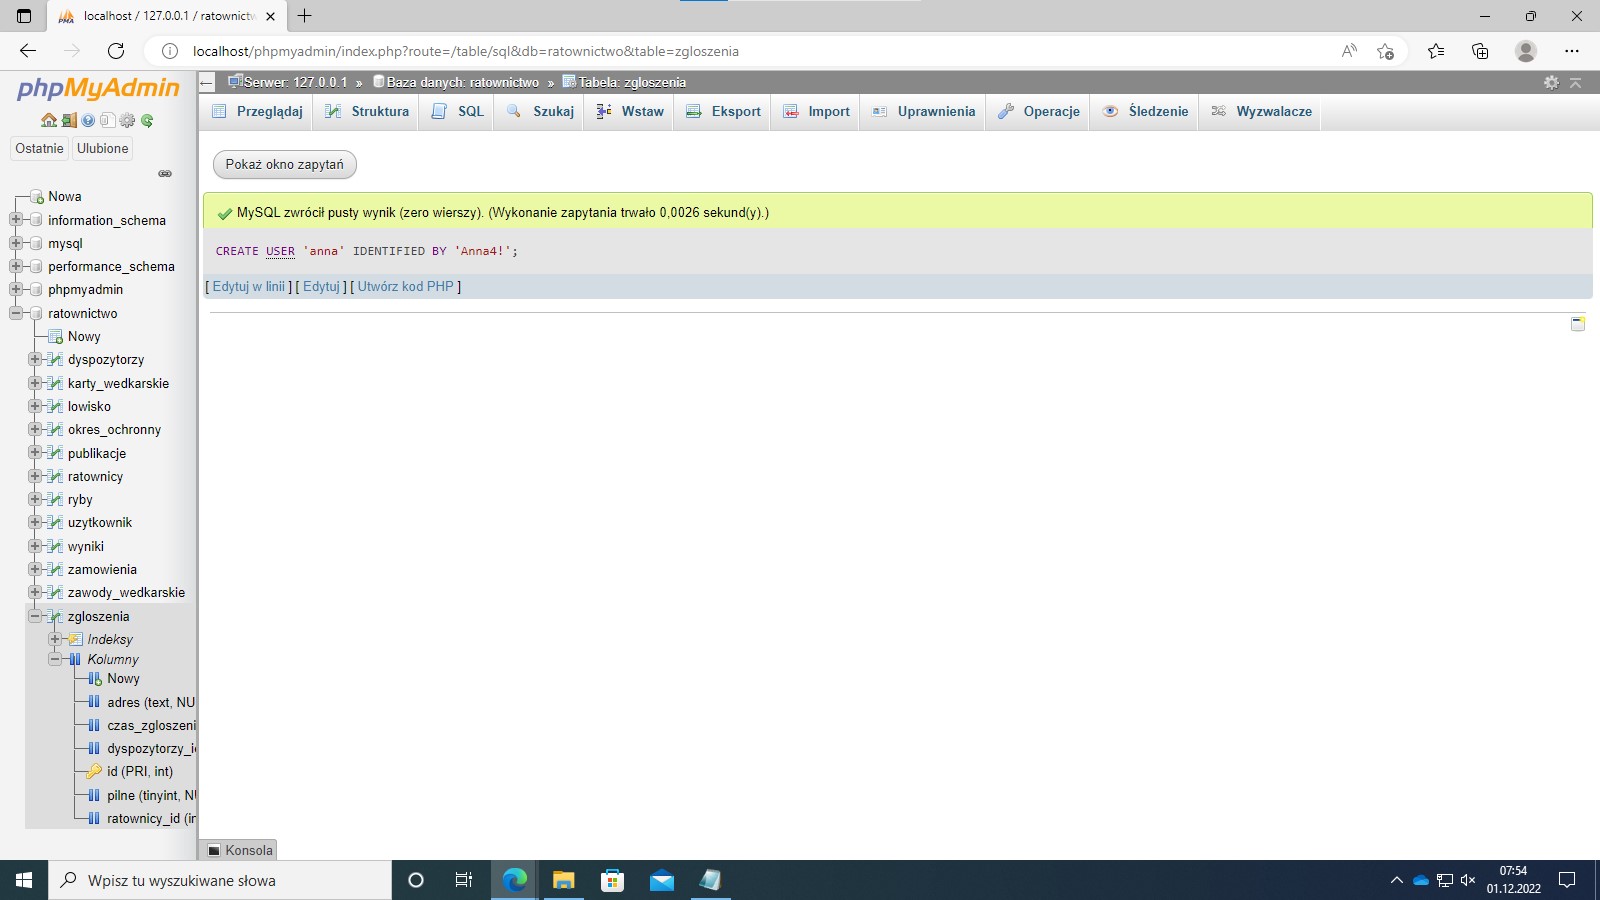 localhost / 127.0.0.1 / ratownictw
localhost/phpmyadmin/index.php?route=/table/sql&db=ratownictwo&table=zgloszenia
phpMyAdmin
Ostatnie Ulubione
Nowa
information_schema
mysql
performance_schema
phpmyadmin
ratownictwo
Nowy
dyspozytorzy
karty_wedkarskie
lowisko
okres_ochronny
publikacje
ratownicy
ryby
uzytkownik
wyniki
zamowienia
zawody_wedkarskie
zgloszenia
Indeksy
Kolumny
Nowy
adres (text, NU
czas_zgloszeni
dyspozytorzy_i
id (PRI, int)
pilne (tinyint, NU
ratownicy_id (in
Serwer: 127.0.0.1 » Baza danych: ratownictwo » Tabela: zgloszenia
Przeglądaj Struktura SQL Szukaj Wstaw Eksport Import Uprawnienia Operacje Śledzenie Wyzwalacze
Pokaż okno zapytań
MySQL zwrócił pusty wynik (zero wierszy). (Wykonanie zapytania trwało 0,0026 sekund(y).)
CREATE USER 'anna' IDENTIFIED BY 'Anna4!';
[ Edytuj w linii ] [ Edytuj ] [ Utwórz kod PHP ]
Konsola
Wpisz tu wyszukiwane słowa
07:54
01.12.2022